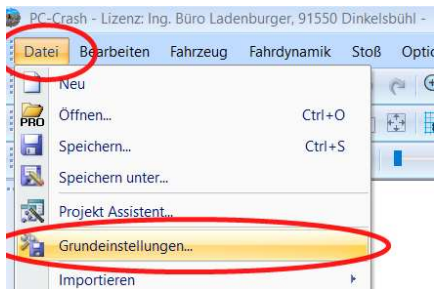 PC-Crash - Lizenz: Ing. Büro Ladenburger, 91550 Dinkelsbühl -
Datei Bearbeiten Fahrzeug Fahrdynamik Stoß
Neu
PRO Öffnen... Ctrl+O
Speichern... Ctrl+S
Speichern unter...
Projekt Assistent...
Grundeinstellungen...
Importieren